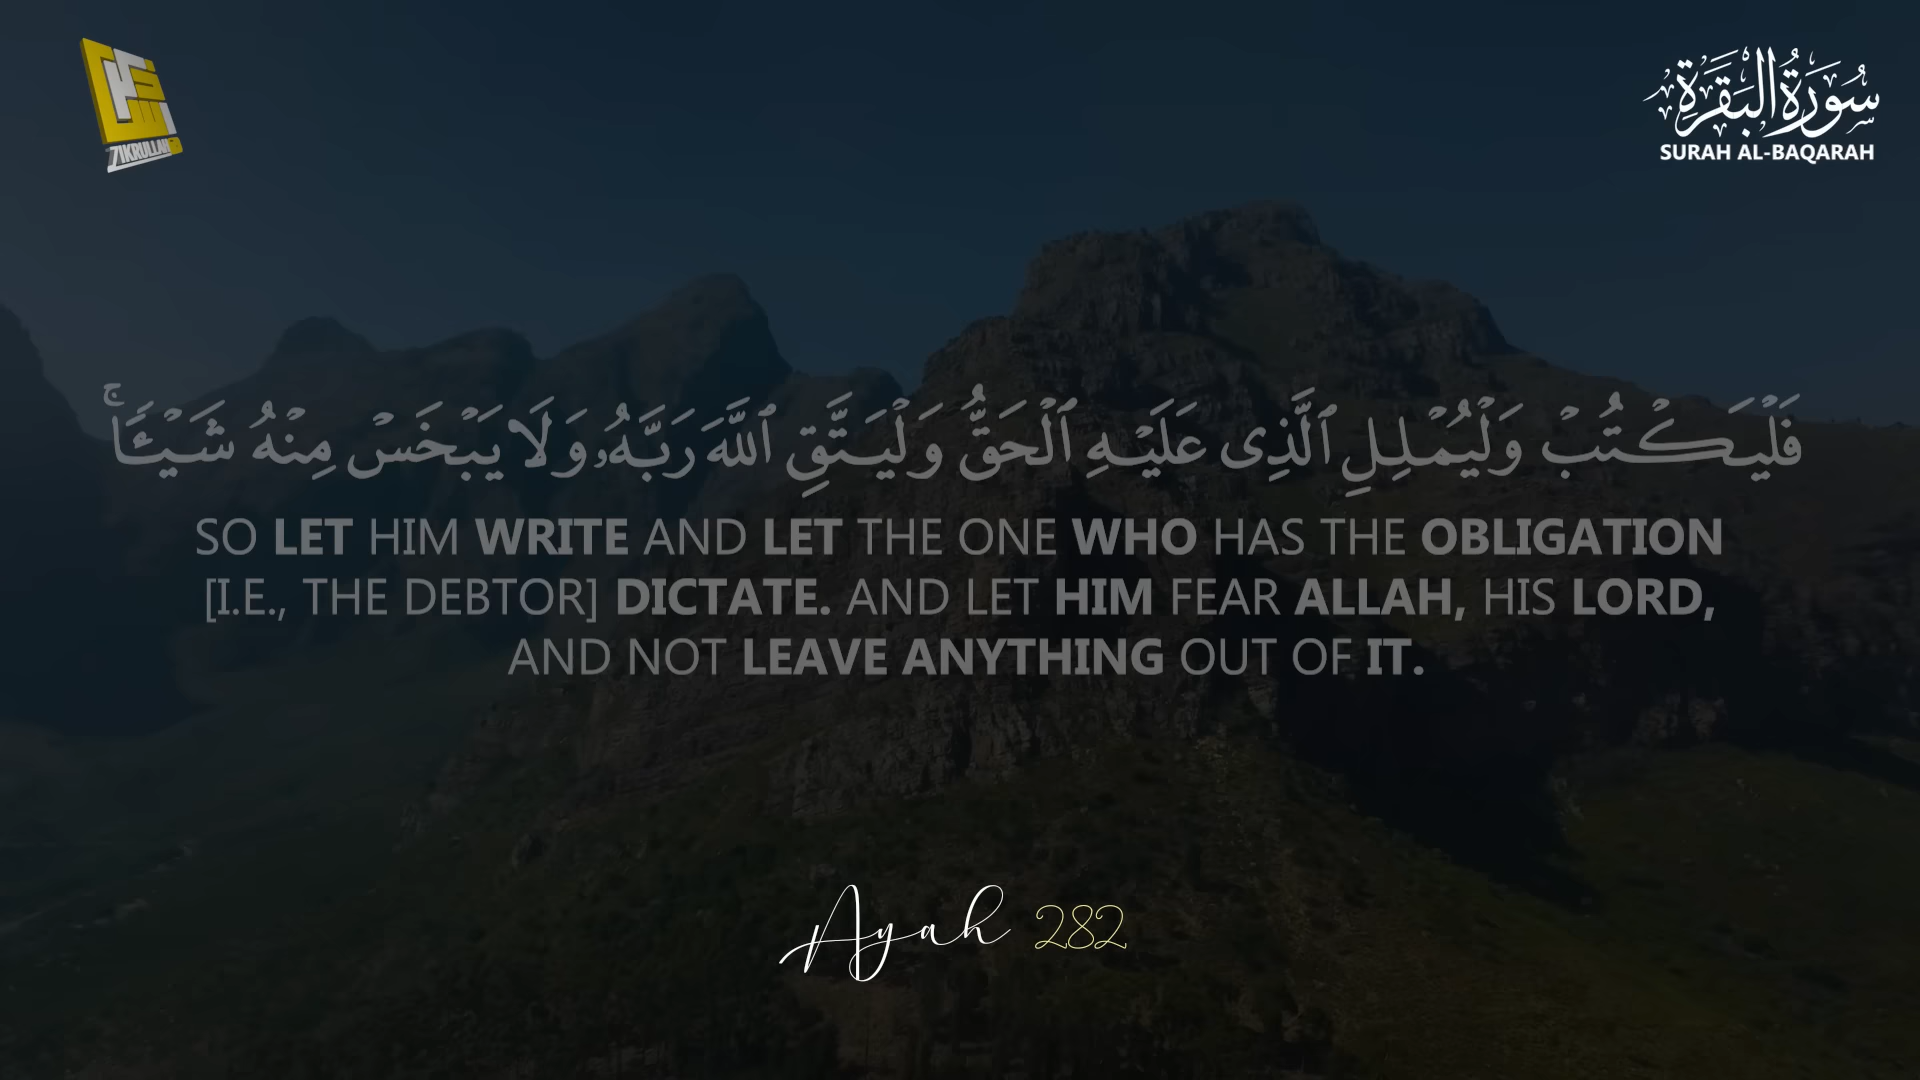 ZIKRULLAH
سُورَةُ البَقَرَةِ
SURAH AL-BAQARAH
فَلْيَكْتُبْ وَلْيُمْلِلِ ٱلَّذِى عَلَيْهِ ٱلْحَقُّ وَلْيَتَّقِ ٱللَّهَ رَبَّهُۥ وَلَا يَبْخَسْ مِنْهُ شَيْـًٔا ۚ
SO LET HIM WRITE AND LET THE ONE WHO HAS THE OBLIGATION
[I.E., THE DEBTOR] DICTATE. AND LET HIM FEAR ALLAH, HIS LORD,
AND NOT LEAVE ANYTHING OUT OF IT.
Ayah 282